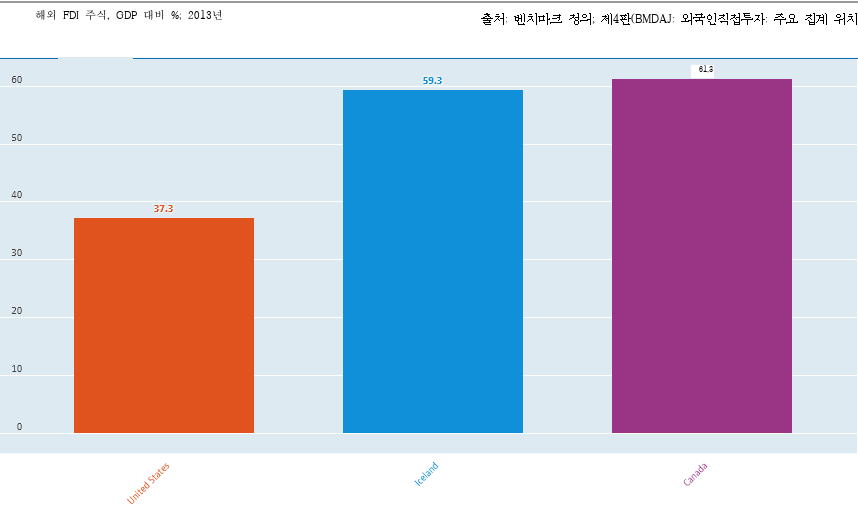 해외 FDI 주식, GDP 대비 %; 2013년
출처: 벤치마크 정의; 제4판(BMDAJ: 외국인직접투자: 주요 집계 위치
60
50
40
30
20
10
0
37.3
59.3
61.3
United States
Iceland
Canada